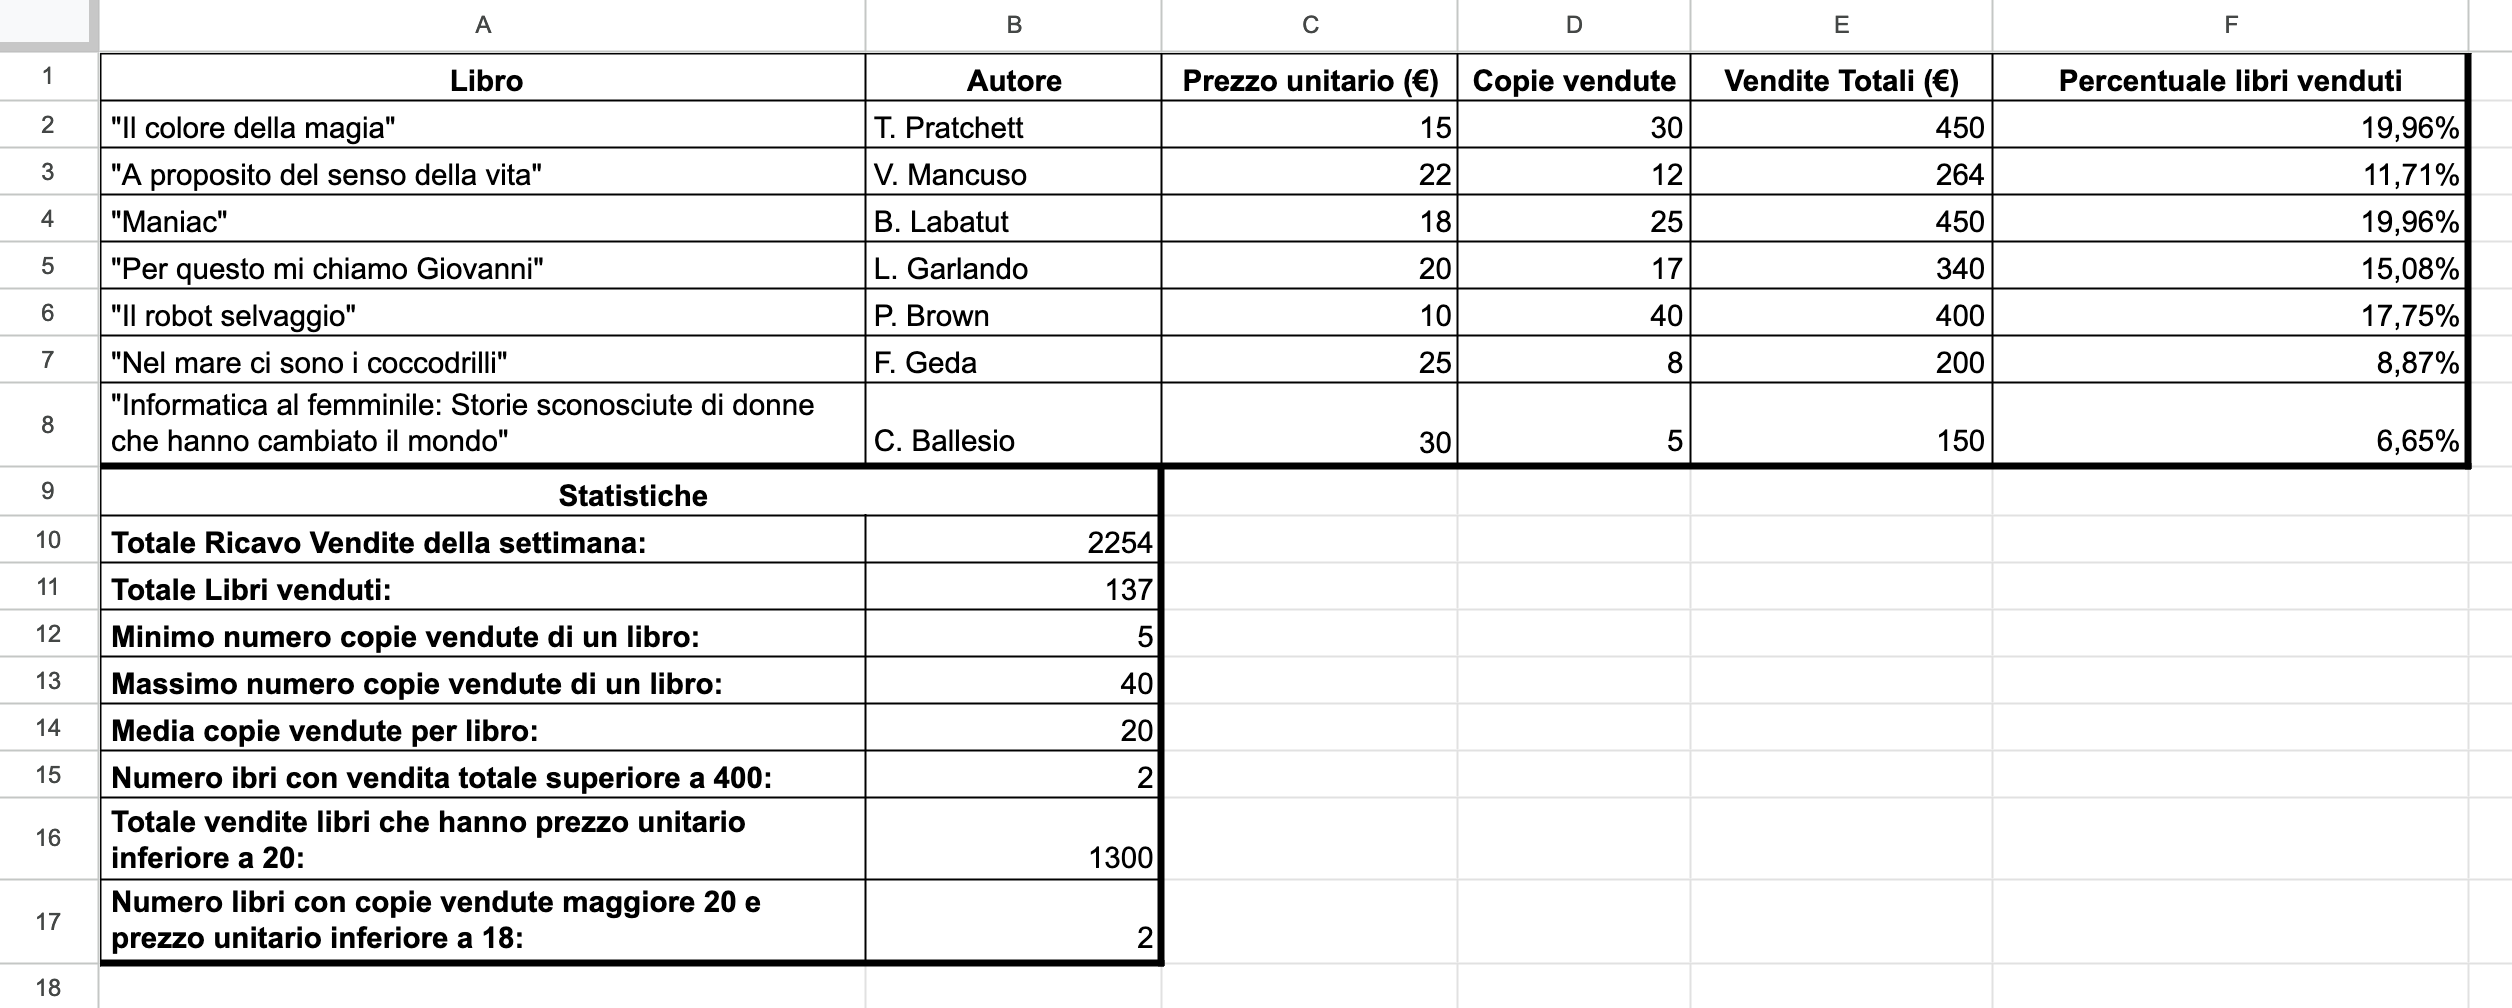 A B C D E F
1 Libro Autore Prezzo unitario (€) Copie vendute Vendite Totali (€) Percentuale libri venduti
2 "Il colore della magia" T. Pratchett 15 30 450 19,96%
3 "A proposito del senso della vita" V. Mancuso 22 12 264 11,71%
4 "Maniac" B. Labatut 18 25 450 19,96%
5 "Per questo mi chiamo Giovanni" L. Garlando 20 17 340 15,08%
6 "Il robot selvaggio" P. Brown 10 40 400 17,75%
7 "Nel mare ci sono i coccodrilli" F. Geda 25 8 200 8,87%
"Informatica al femminile: Storie sconosciute di donne
8 che hanno cambiato il mondo" C. Ballesio 30 5 150 6,65%
9 Statistiche
10 Totale Ricavo Vendite della settimana: 2254
11 Totale Libri venduti: 137
12 Minimo numero copie vendute di un libro: 5
13 Massimo numero copie vendute di un libro: 40
14 Media copie vendute per libro: 20
15 Numero ibri con vendita totale superiore a 400: 2
Totale vendite libri che hanno prezzo unitario
16 inferiore a 20: 1300
Numero libri con copie vendute maggiore 20 e
17 prezzo unitario inferiore a 18: 2
18